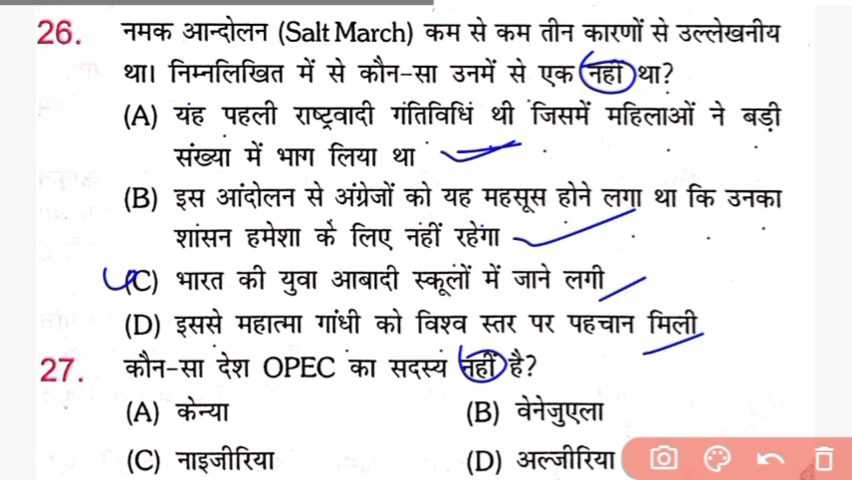 26. नमक आन्दोलन (Salt March) कम से कम तीन कारणों से उल्लेखनीय
था। निम्नलिखित में से कौन-सा उनमें से एक नहीं था?
(A) यह पहली राष्ट्रवादी गतिविधि थी जिसमें महिलाओं ने बड़ी
संख्या में भाग लिया था
(B) इस आंदोलन से अंग्रेजों को यह महसूस होने लगा था कि उनका
शासन हमेशा के लिए नहीं रहेगा
(C) भारत की युवा आबादी स्कूलों में जाने लगी
(D) इससे महात्मा गांधी को विश्व स्तर पर पहचान मिली
27. कौन-सा देश OPEC का सदस्य नहीं है?
(A) केन्या (B) वेनेजुएला
(C) नाइजीरिया (D) अल्जीरिया